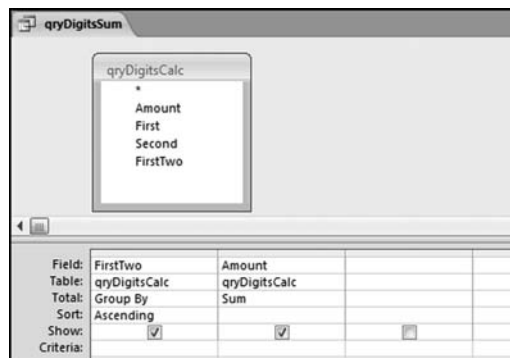 qryDigitsSum
qryDigitsCalc
*
Amount
First
Second
FirstTwo
Field: FirstTwo Amount
Table: qryDigitsCalc qryDigitsCalc
Total: Group By Sum
Sort: Ascending
Show:
Criteria: